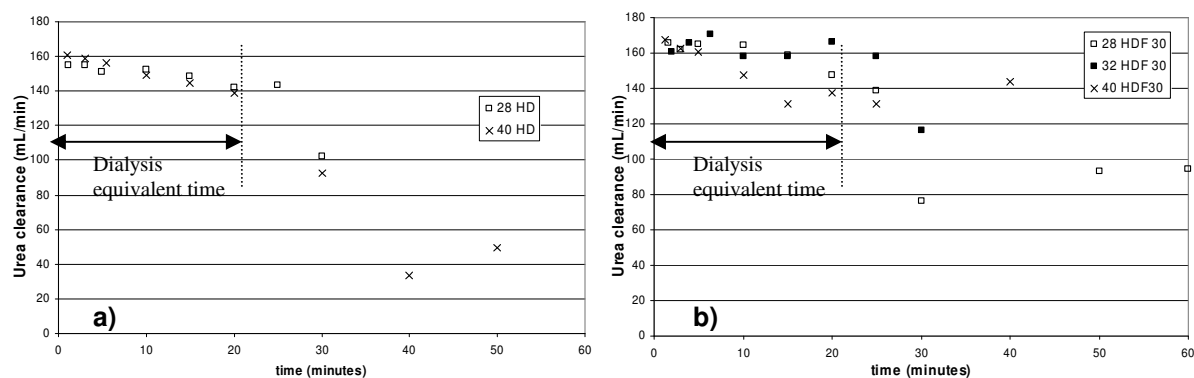 180
160
140
120
100
80
60
40
20
0
Urea clearance (mL/min)
28 HD
40 HD
Dialysis
equivalent time
a)
0
10
20
30
40
50
60
time (minutes)
180
160
140
120
100
80
60
40
20
0
Urea clearance (mL/min)
28 HDF 30
32 HDF 30
40 HDF30
Dialysis
equivalent time
b)
0
10
20
30
40
50
60
time (minutes)